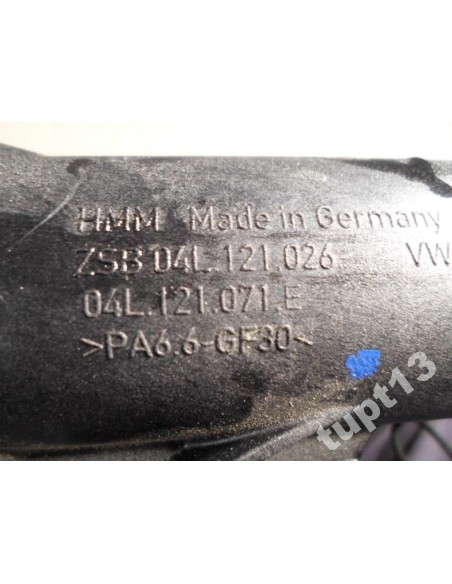 HMM Made in Germany
ZSB 04L.121.026 VW
04L.121.071.E
>PA6.6-GF30<
tupt13